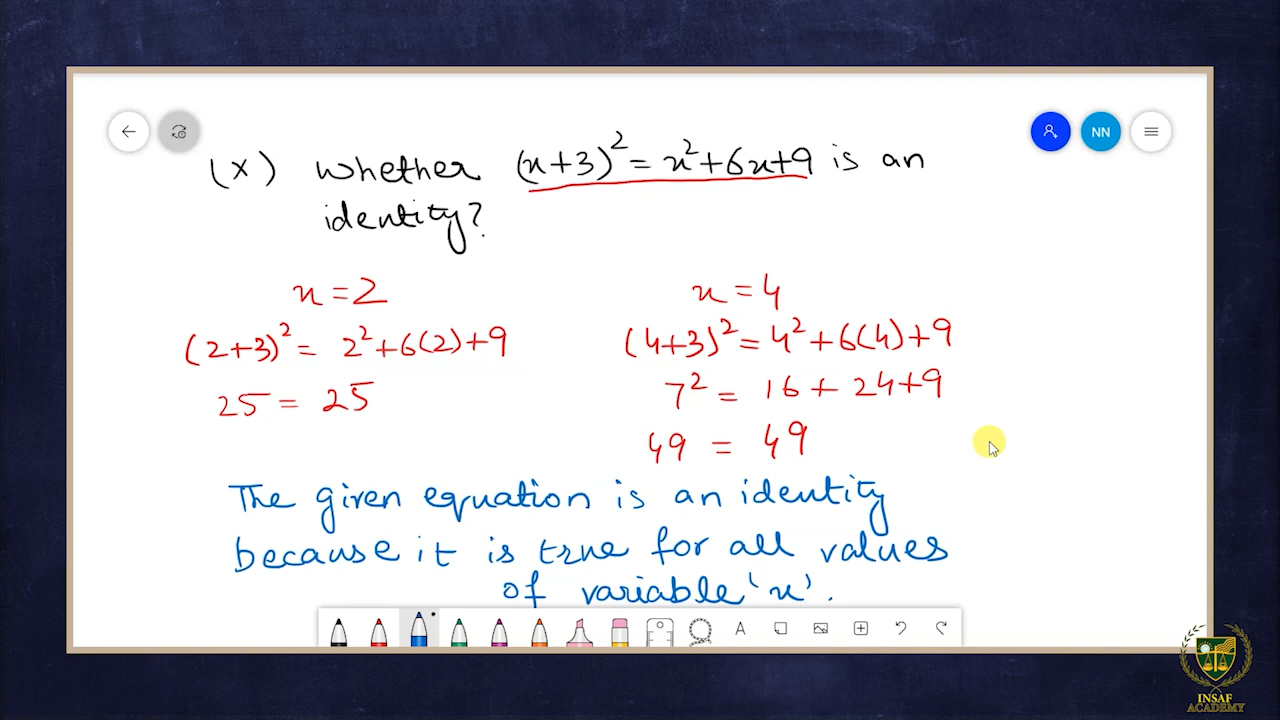 NN
(x) Whether (x+3)² = x²+6x+9 is an
identity?
x = 2
(2+3)² = 2²+6(2)+9
25 = 25
x = 4
(4+3)² = 4²+6(4)+9
7² = 16 + 24+9
49 = 49
The given equation is an identity
because it is true for all values
of variable 'x'.
A
INSAF
ACADEMY